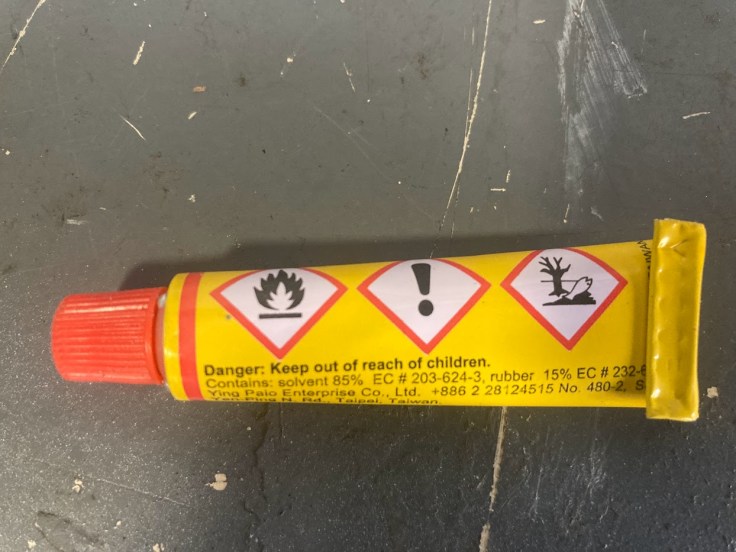 Danger: Keep out of reach of children.
Contains: solvent 85% EC # 203-624-3, rubber 15% EC # 232-
Ying Paio Enterprise Co., Ltd. +886 2 28124515 No. 480-2, S
N. Rd., Taipei, Taiwan.